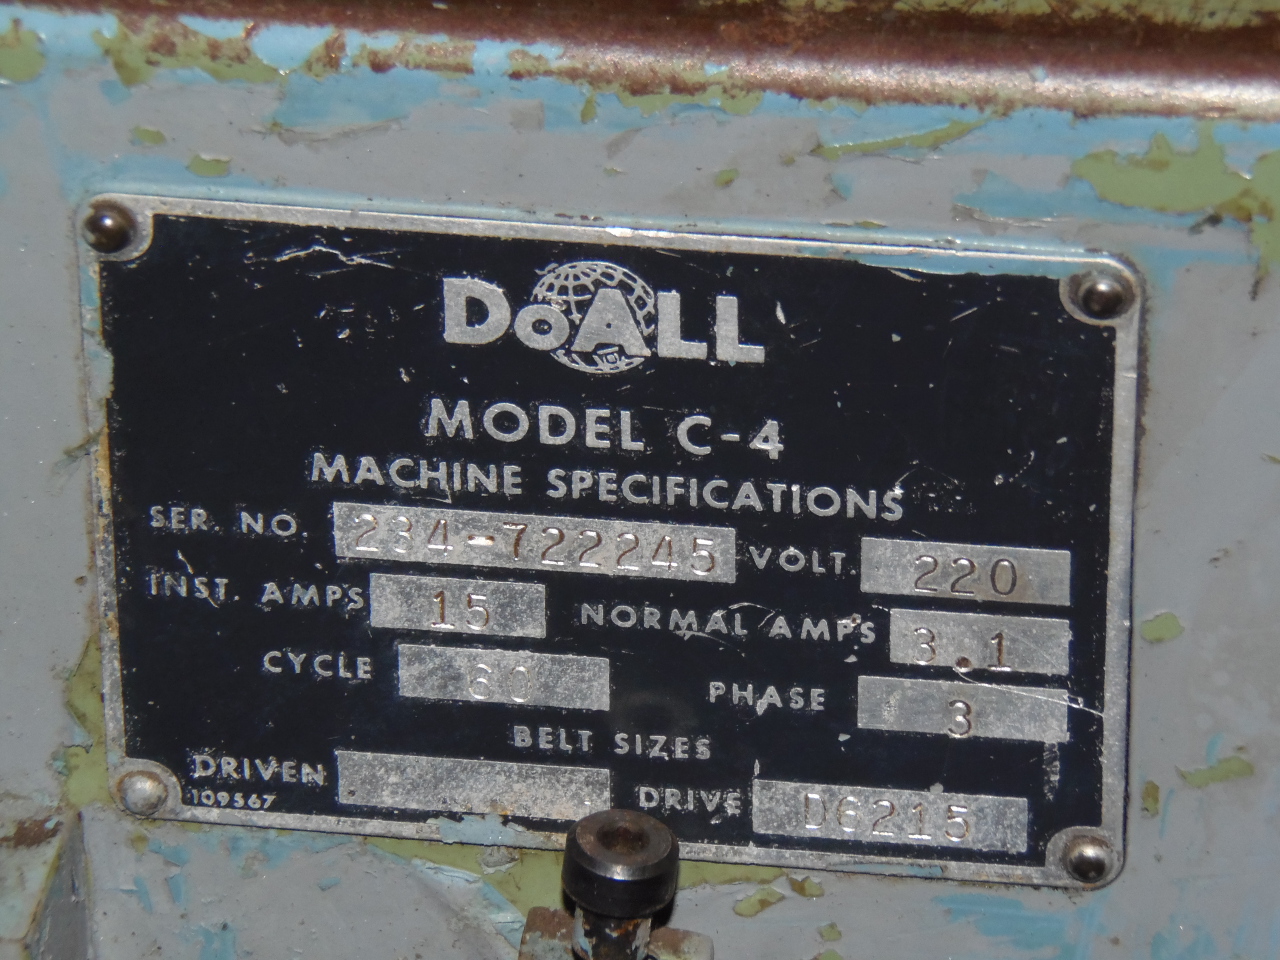 DoALL
MODEL C-4
MACHINE SPECIFICATIONS
SER. NO. 234-722245 VOLT. 220
INST. AMPS 15 NORMAL AMPS 3.1
CYCLE 60 PHASE 3
BELT SIZES
DRIVEN DRIVE D6215
109567